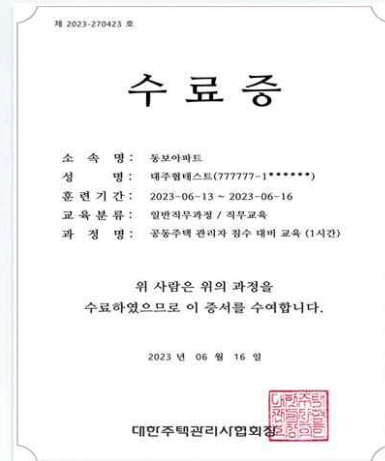 제 2023-270423 호
수 료 증
소 속 명 : 동보아파트
성 명 : 대주협테스트(777777-1******)
훈 련 기 간 : 2023-06-13 ~ 2023-06-16
교 육 분 류 : 일반직무과정 / 직무교육
과 정 명 : 공동주택 관리자 침수 대비 교육 (1시간)
위 사람은 위의 과정을
수료하였으므로 이 증서를 수여합니다.
2023 년 06 월 16 일
대한주택관리사협회장